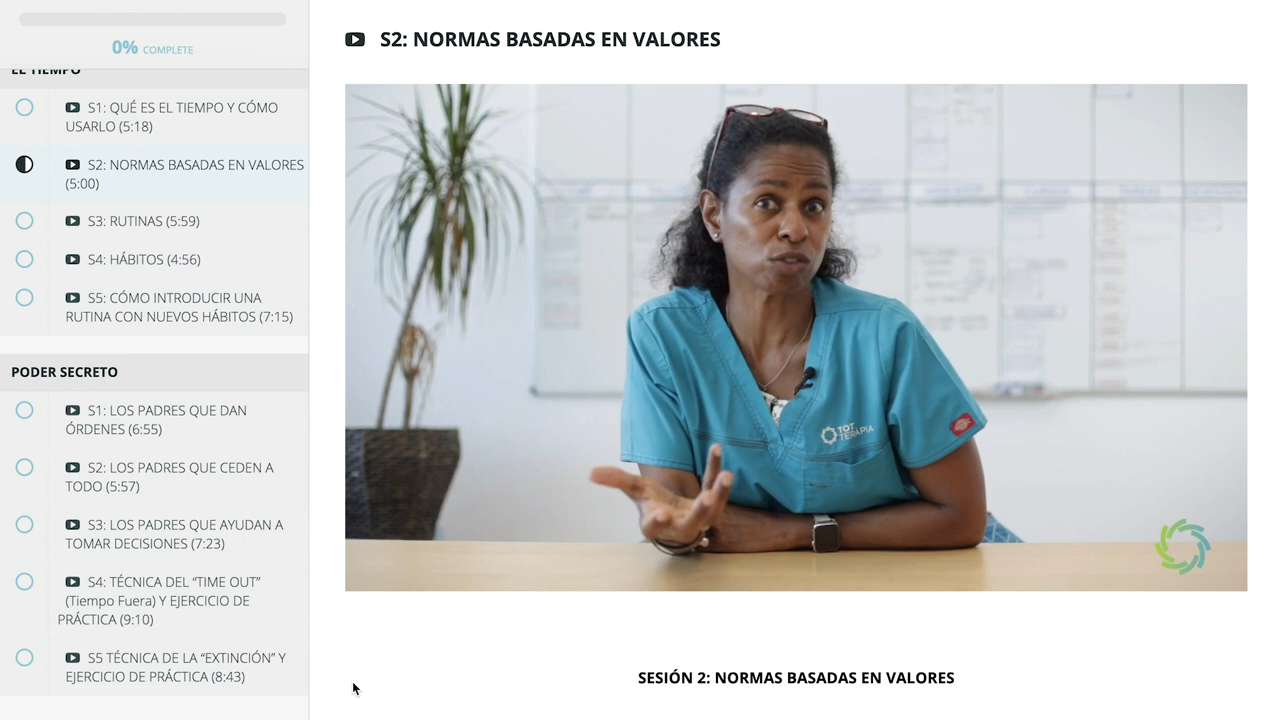 0% COMPLETE
EL TIEMPO
S1: QUÉ ES EL TIEMPO Y CÓMO
USARLO (5:18)
S2: NORMAS BASADAS EN VALORES
(5:00)
S3: RUTINAS (5:59)
S4: HÁBITOS (4:56)
S5: CÓMO INTRODUCIR UNA
RUTINA CON NUEVOS HÁBITOS (7:15)
PODER SECRETO
S1: LOS PADRES QUE DAN
ÓRDENES (6:55)
S2: LOS PADRES QUE CEDEN A
TODO (5:57)
S3: LOS PADRES QUE AYUDAN A
TOMAR DECISIONES (7:23)
S4: TÉCNICA DEL “TIME OUT”
(Tiempo Fuera) Y EJERCICIO DE
PRÁCTICA (9:10)
S5 TÉCNICA DE LA “EXTINCIÓN” Y
EJERCICIO DE PRÁCTICA (8:43)
S2: NORMAS BASADAS EN VALORES
TOT
TERAPIA
SESIÓN 2: NORMAS BASADAS EN VALORES